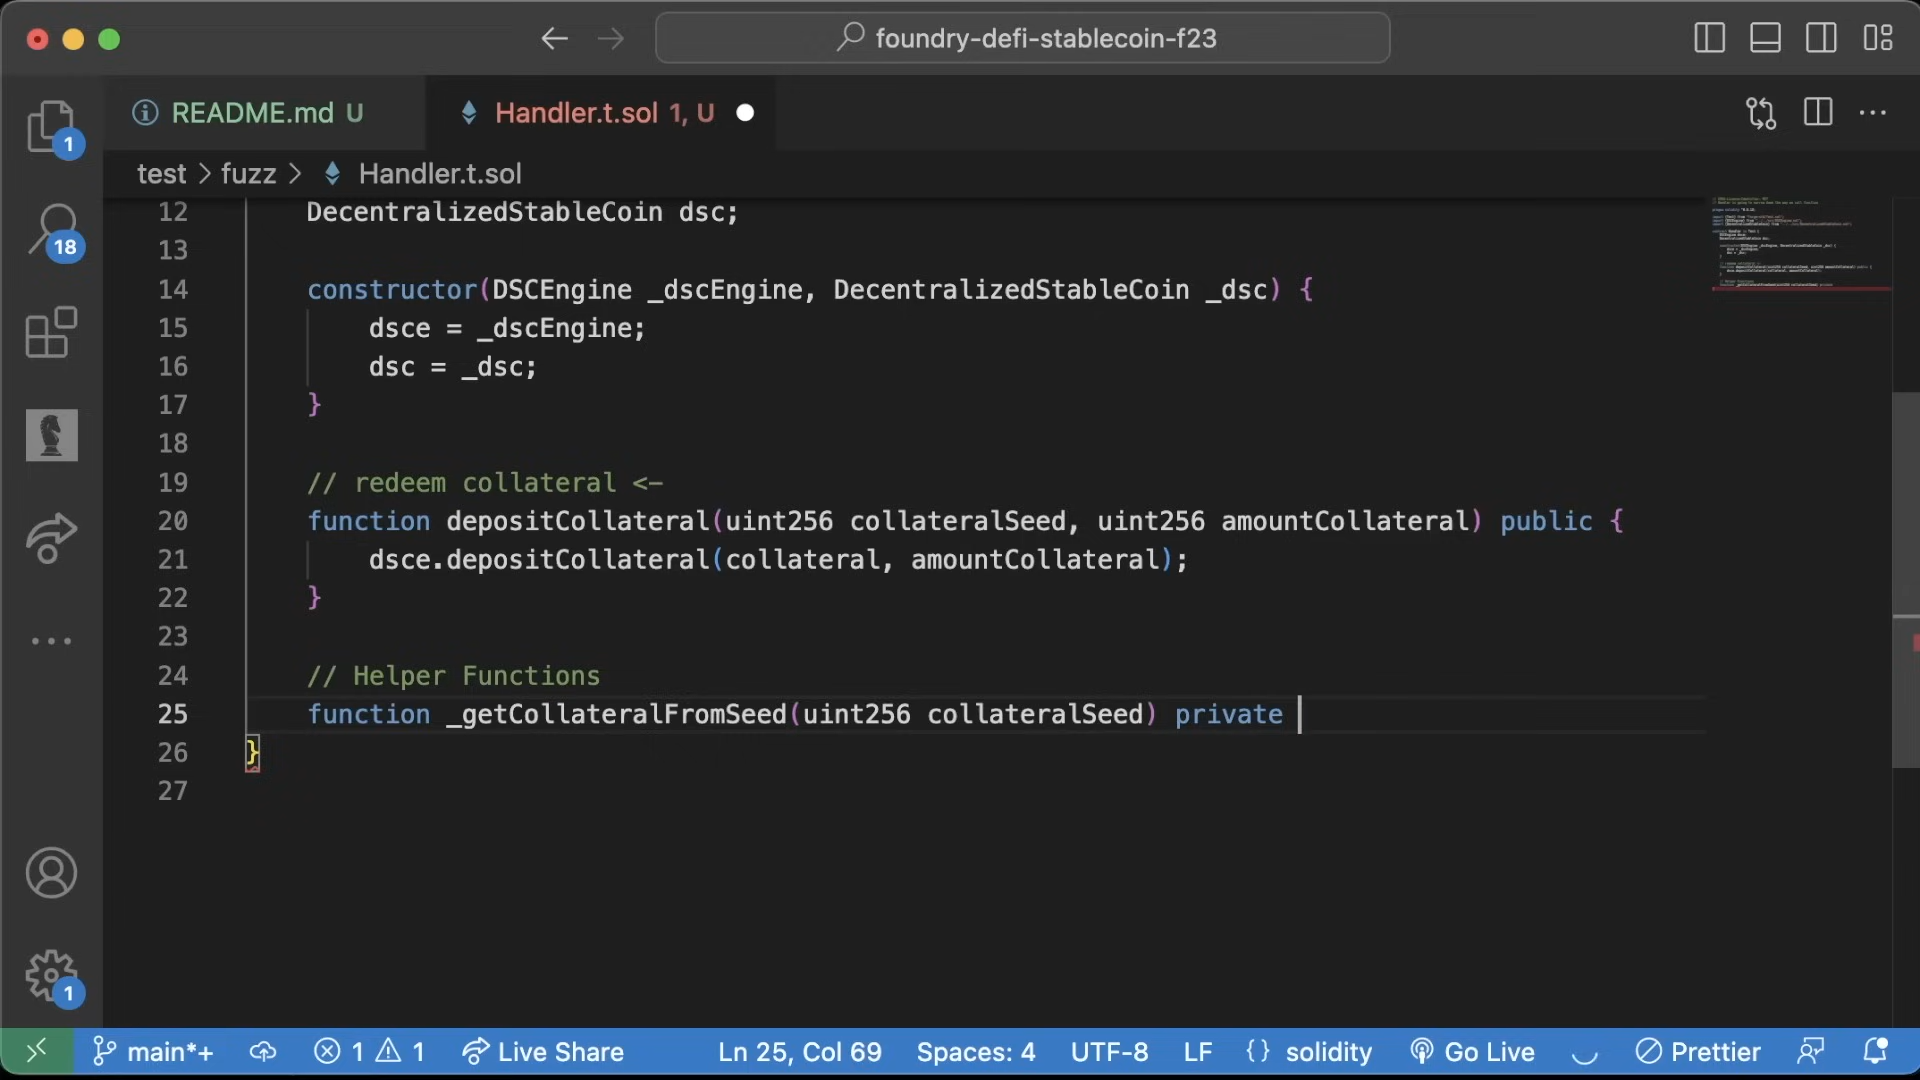 foundry-defi-stablecoin-f23
README.md U
Handler.t.sol 1, U
1
test > fuzz > Handler.t.sol
18
12 DecentralizedStableCoin dsc;
13
14 constructor(DSCEngine _dscEngine, DecentralizedStableCoin _dsc) {
15 dsce = _dscEngine;
16 dsc = _dsc;
17 }
18
19 // redeem collateral <-
20 function depositCollateral(uint256 collateralSeed, uint256 amountCollateral) public {
21 dsce.depositCollateral(collateral, amountCollateral);
22 }
23
24 // Helper Functions
25 function _getCollateralFromSeed(uint256 collateralSeed) private
26 }
27
1
main*+ 1 1 Live Share Ln 25, Col 69 Spaces: 4 UTF-8 LF {} solidity Go Live Prettier